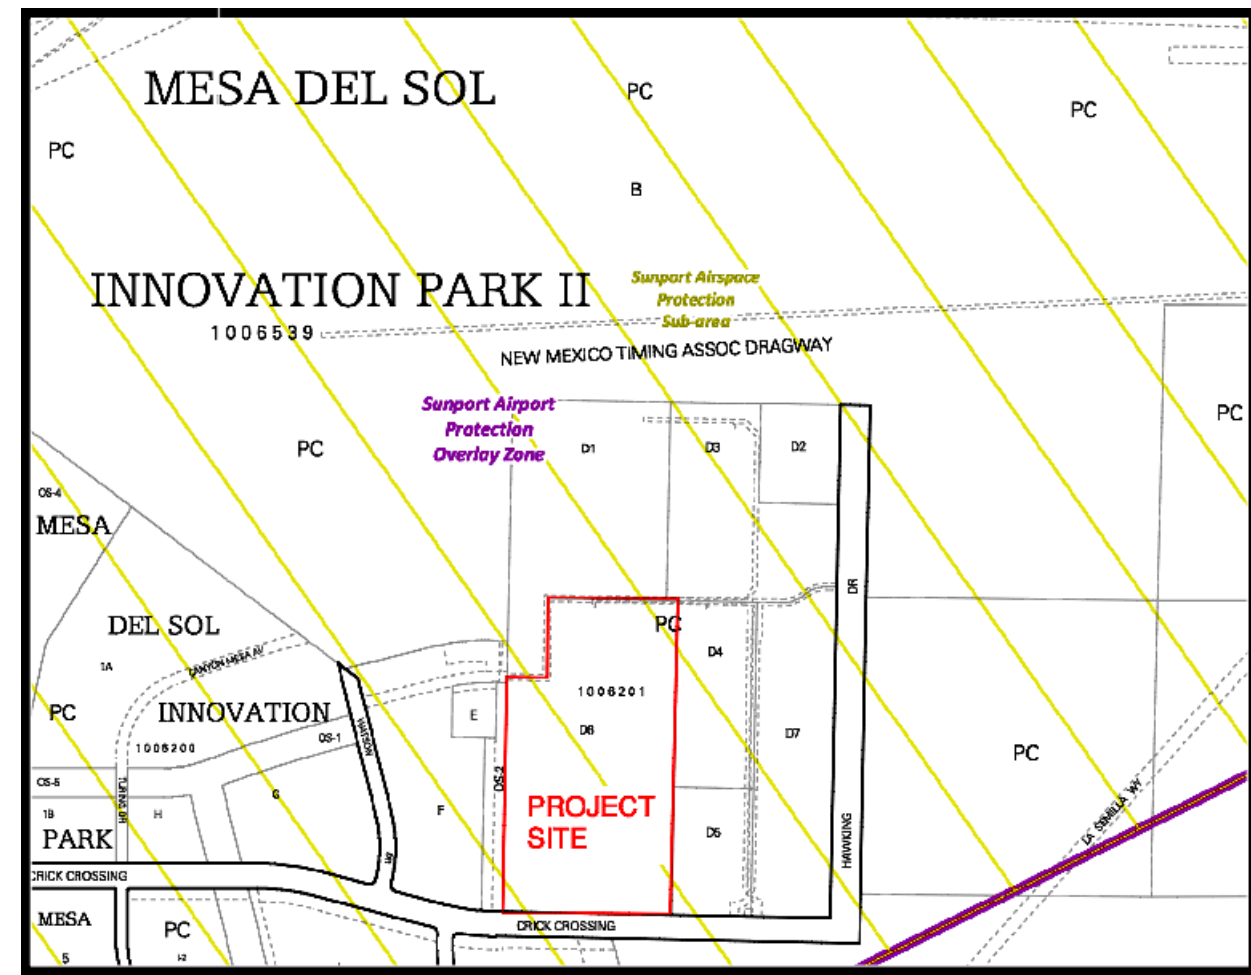 MESA DEL SOL
PC
PC
PC
B
INNOVATION PARK II
1006539
Sunport Airspace
Protection
Sub-area
NEW MEXICO TIMING ASSOC DRAGWAY
Sunport Airport
Protection
Overlay Zone
PC
PC
D1
D3
D2
OS-4
MESA
DEL SOL
1A
CANYON MESA AV
PC
INNOVATION
1006200
OS-1
WATSON
DR
E
OS-2
PC
1006201
D6
D4
D7
DR
HAWKING
PC
LA SEMILLA WY
OS-5
1B
PARK
TURING DR
H
G
F
PROJECT
SITE
D5
CRICK CROSSING
CRICK CROSSING
MESA
5
PC
I-2